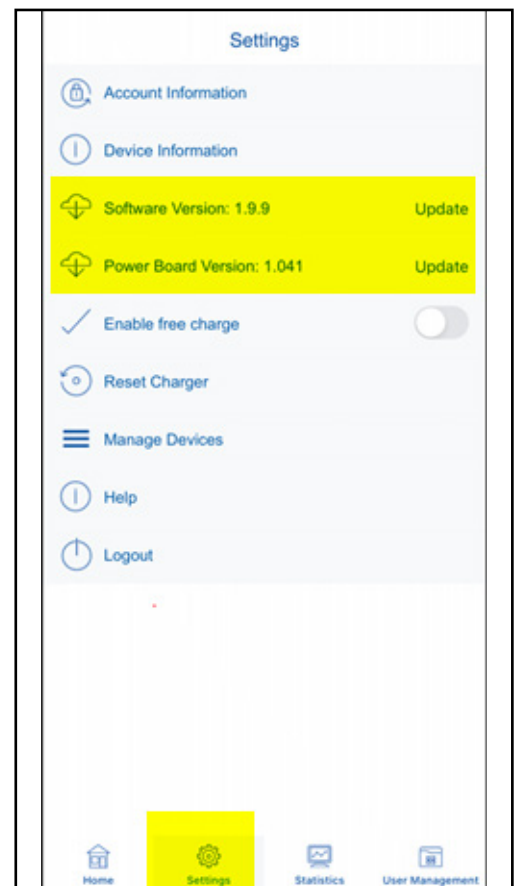 Settings
Account Information
Device Information
Software Version: 1.9.9 Update
Power Board Version: 1.041 Update
Enable free charge
Reset Charger
Manage Devices
Help
Logout
Home Settings Statistics User Management